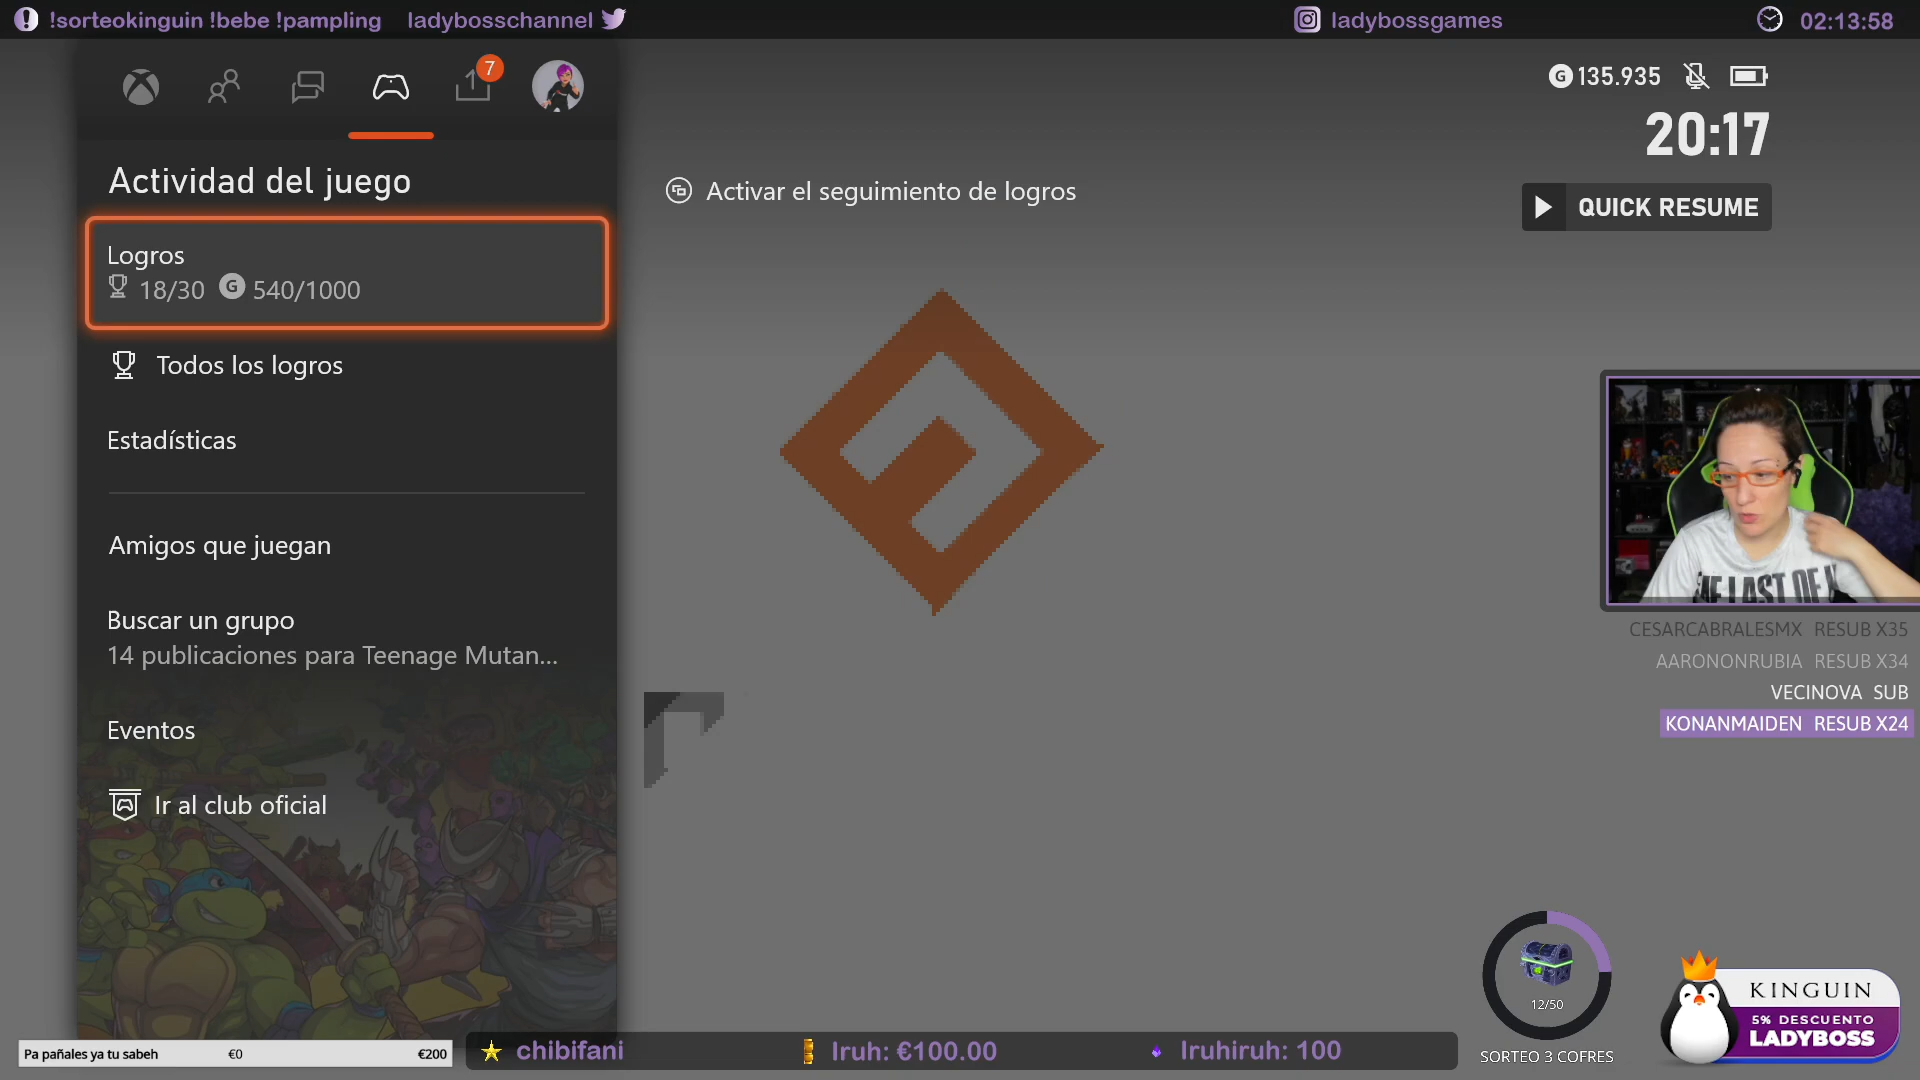 !sorteokinguin !bebe !pampling ladybosschannel
ladybossgames
02:13:58
7
G 135.935
20:17
QUICK RESUME
Actividad del juego
Logros
18/30 G 540/1000
Todos los logros
Estadísticas
Amigos que juegan
Buscar un grupo
14 publicaciones para Teenage Mutan...
Eventos
Ir al club oficial
Activar el seguimiento de logros
CESARCABRALESMX RESUB X35
AARONONRUBIA RESUB X34
VECINOVA SUB
KONANMAIDEN RESUB X24
12/50
SORTEO 3 COFRES
KINGUIN
5% DESCUENTO
LADYBOSS
Pa pañales ya tu sabeh €0 €200
chibifani
Iruh: €100.00
Iruhiruh: 100